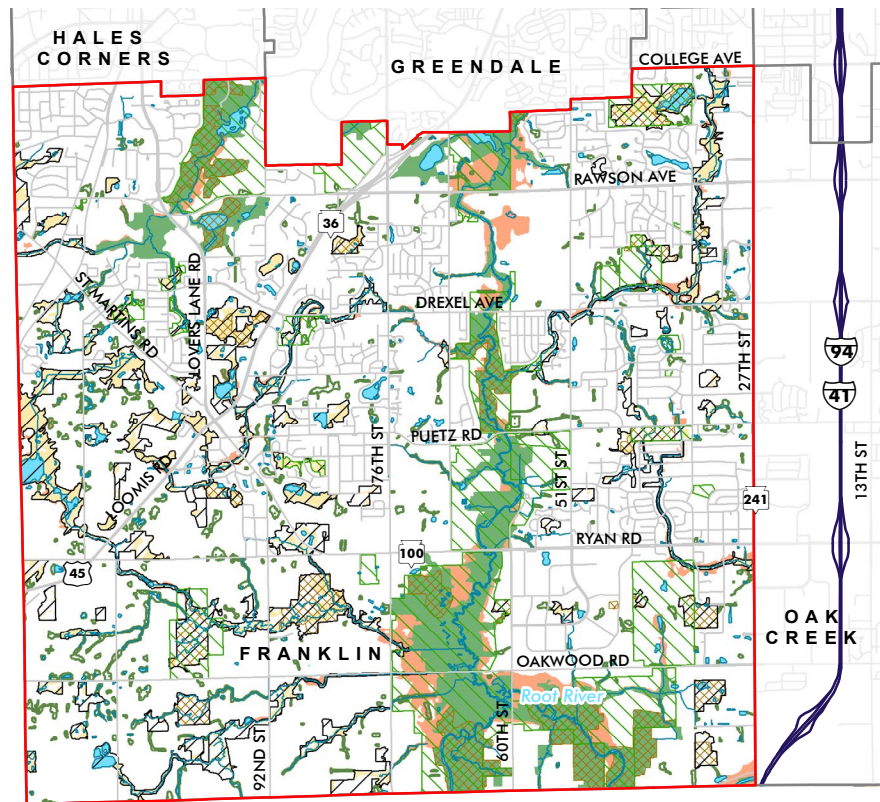 HALES
CORNERS
GREENDALE
COLLEGE AVE
RAWSON AVE
36
ST MARTINS RD
LOVERS LANE RD
DREXEL AVE
27TH ST
94
41
76TH ST
PUETZ RD
51ST ST
13TH ST
LOOMIS RD
241
RYAN RD
100
45
OAK
CREEK
FRANKLIN
OAKWOOD RD
Root River
60TH ST
92ND ST